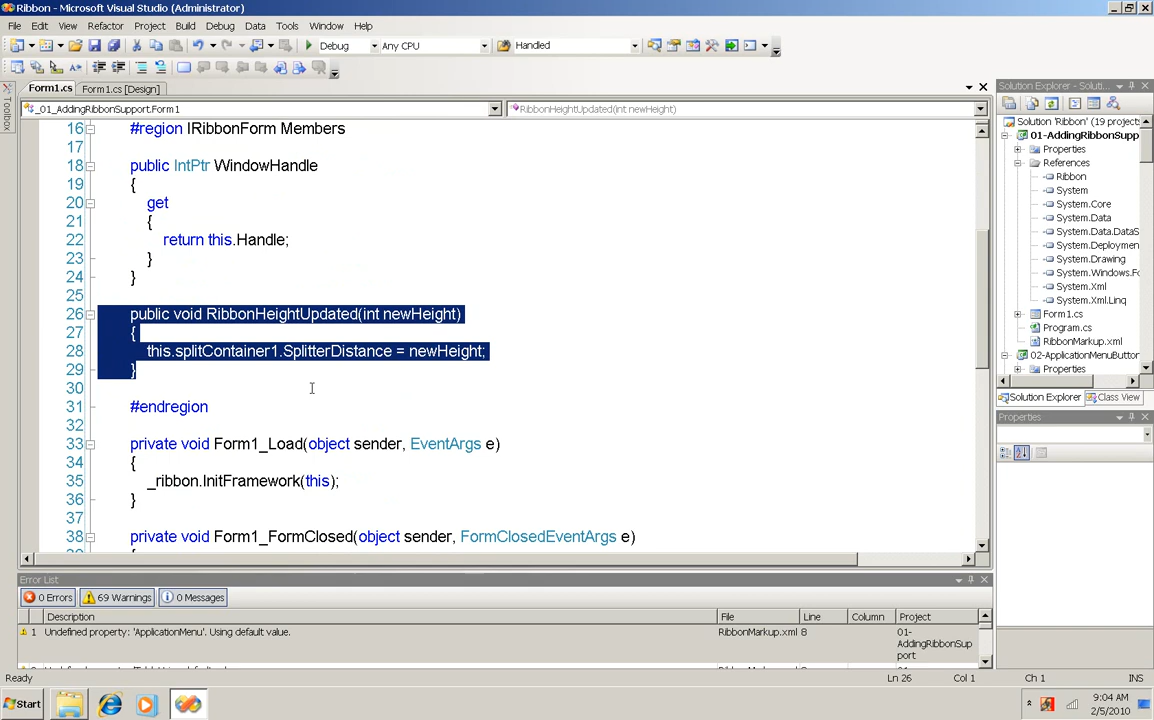 Ribbon - Microsoft Visual Studio (Administrator)
File Edit View Refactor Project Build Debug Data Tools Window Help
Debug Any CPU Handled
Form1.cs Form1.cs [Design]
_01_AddingRibbonSupport.Form1 RibbonHeightUpdated(int newHeight)
Toolbox
16 #region IRibbonForm Members
17
18 public IntPtr WindowHandle
19 {
20 get
21 {
22 return this.Handle;
23 }
24 }
25
26 public void RibbonHeightUpdated(int newHeight)
27 {
28 this.splitContainer1.SplitterDistance = newHeight;
29 }
30
31 #endregion
32
33 private void Form1_Load(object sender, EventArgs e)
34 {
35 _ribbon.InitFramework(this);
36 }
37
38 private void Form1_FormClosed(object sender, FormClosedEventArgs e)
Solution Explorer - Soluti...
Solution 'Ribbon' (19 project
01-AddingRibbonSupp
Properties
References
Ribbon
System
System.Core
System.Data
System.Data.DataS
System.Deploymen
System.Drawing
System.Windows.Fo
System.Xml
System.Xml.Linq
Form1.cs
Program.cs
RibbonMarkup.xml
02-ApplicationMenuButton
Properties
Solution Explorer Class View
Properties
Error List
0 Errors 69 Warnings 0 Messages
Description File Line Column Project
1 Undefined property: 'ApplicationMenu'. Using default value. RibbonMarkup.xml 8 01-
AddingRibbonSup
port
Ready Ln 26 Col 1 Ch 1 INS
Start 9:04 AM
2/5/2010